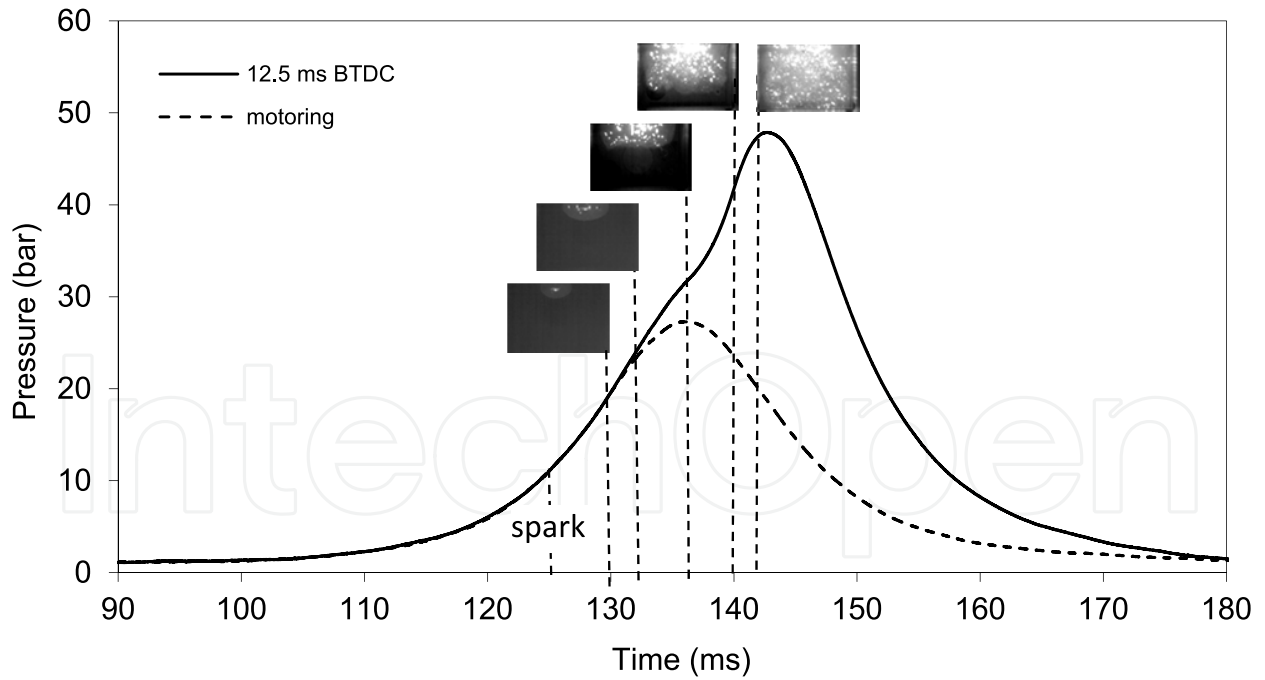 60
50
40
30
20
10
0
Pressure (bar)
12.5 ms BTDC
motoring
spark
IntechOpen
90 100 110 120 130 140 150 160 170 180
Time (ms)